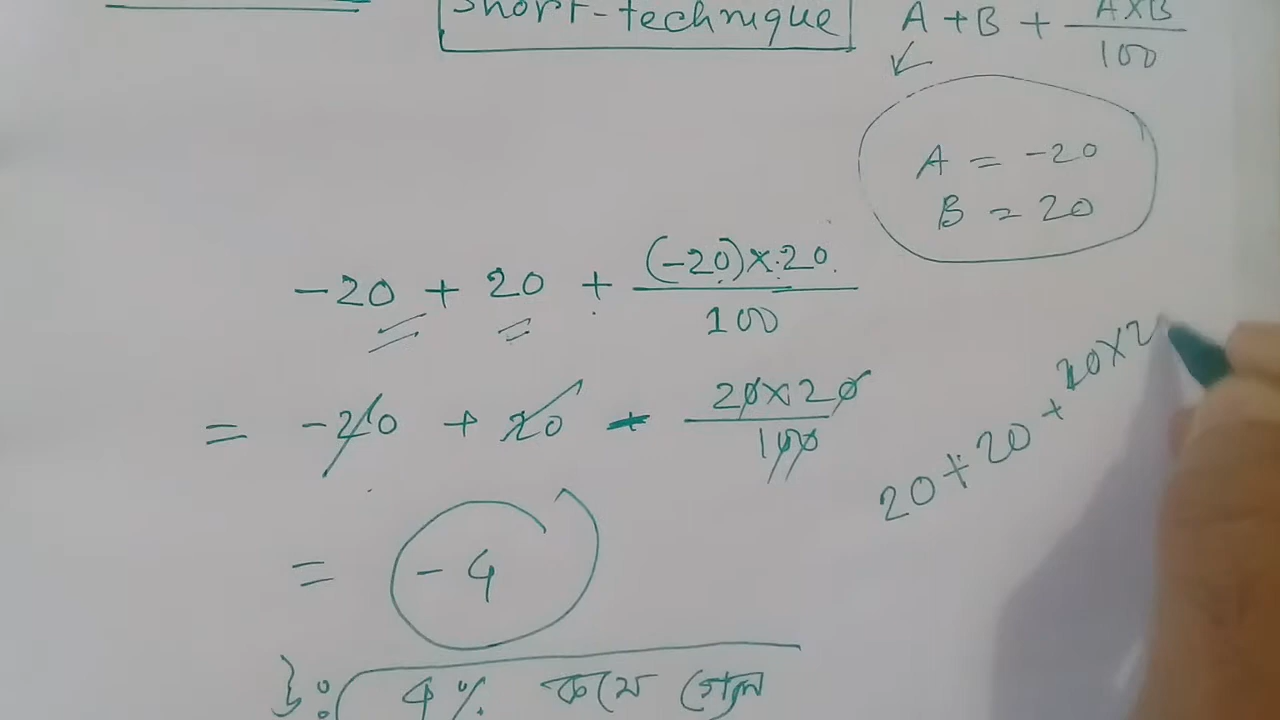 Short-technique A + B + A×B/100
A = -20
B = 20
-20 + 20 + (-20)×20/100
= -20 + 20 - 20×20/100
20+20+20×2
= -4
∴ 4% কমে গেল